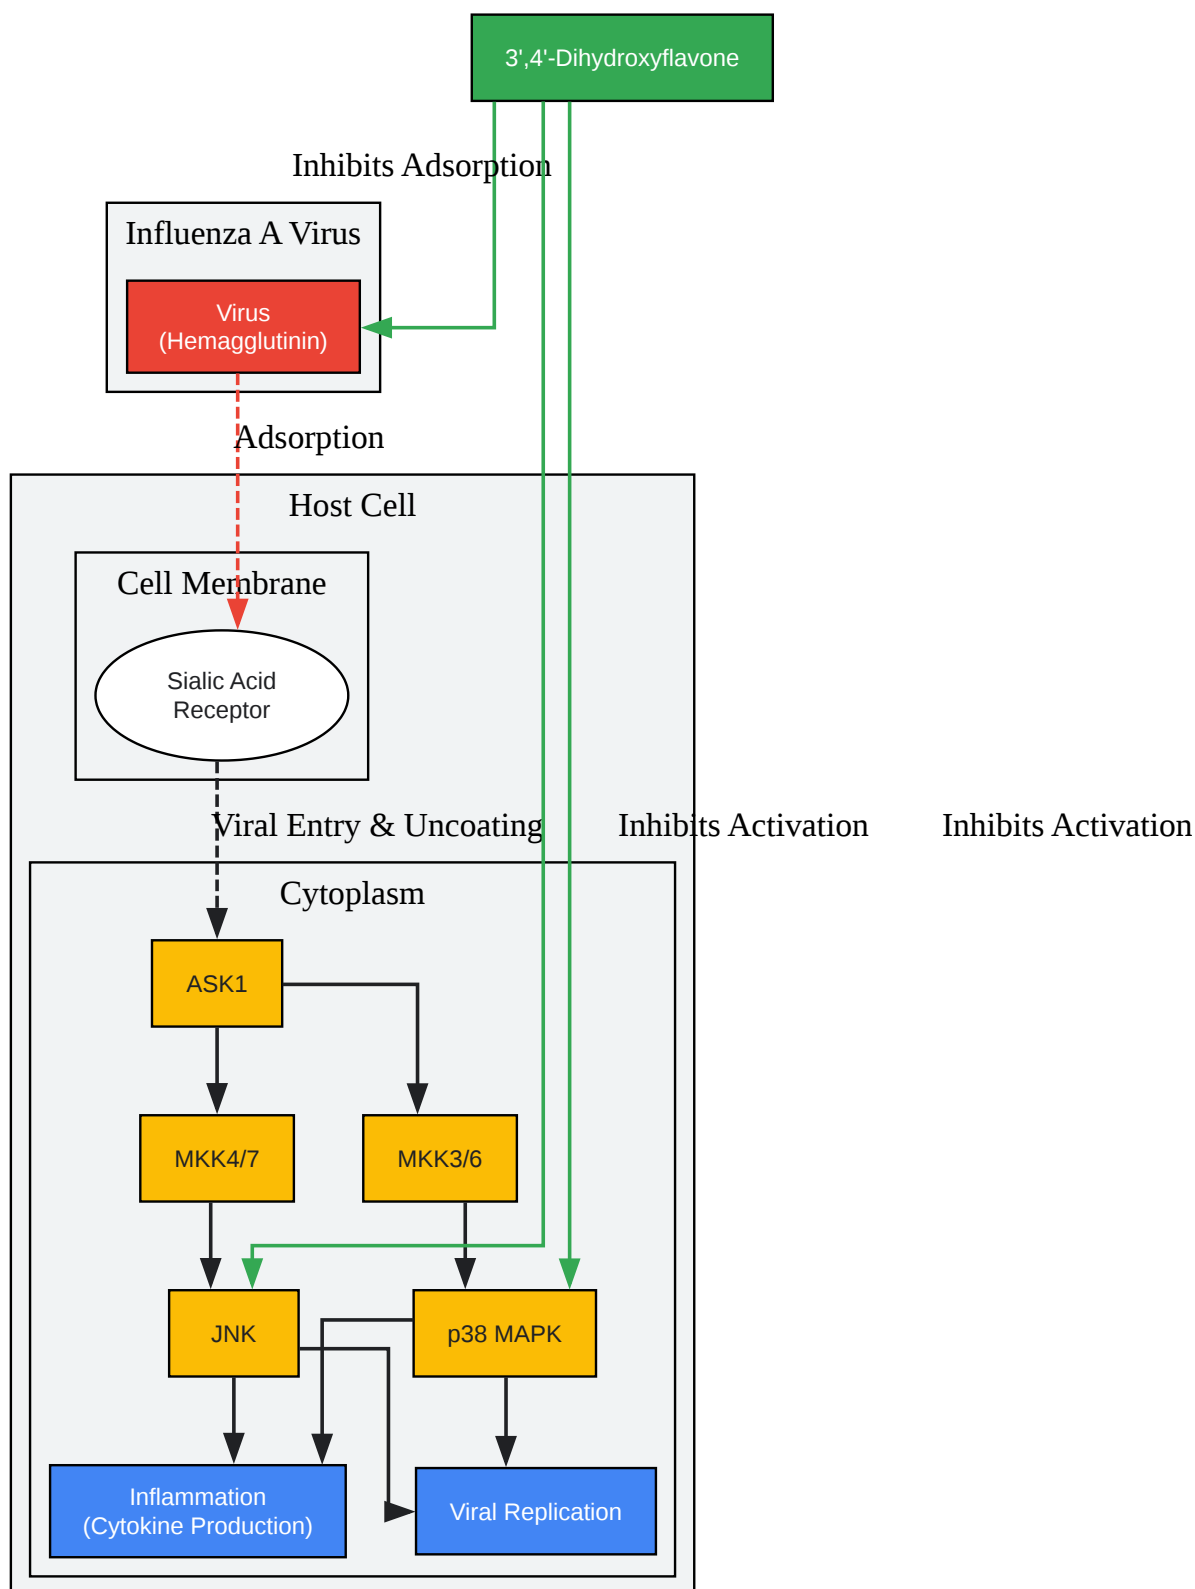 3',4'-Dihydroxyflavone
Inhibits Adsorption
Influenza A Virus
Virus
(Hemagglutinin)
Adsorption
Host Cell
Cell Membrane
Sialic Acid
Receptor
Viral Entry & Uncoating
Inhibits Activation
Inhibits Activation
Cytoplasm
ASK1
MKK4/7
MKK3/6
JNK
p38 MAPK
Inflammation
(Cytokine Production)
Viral Replication